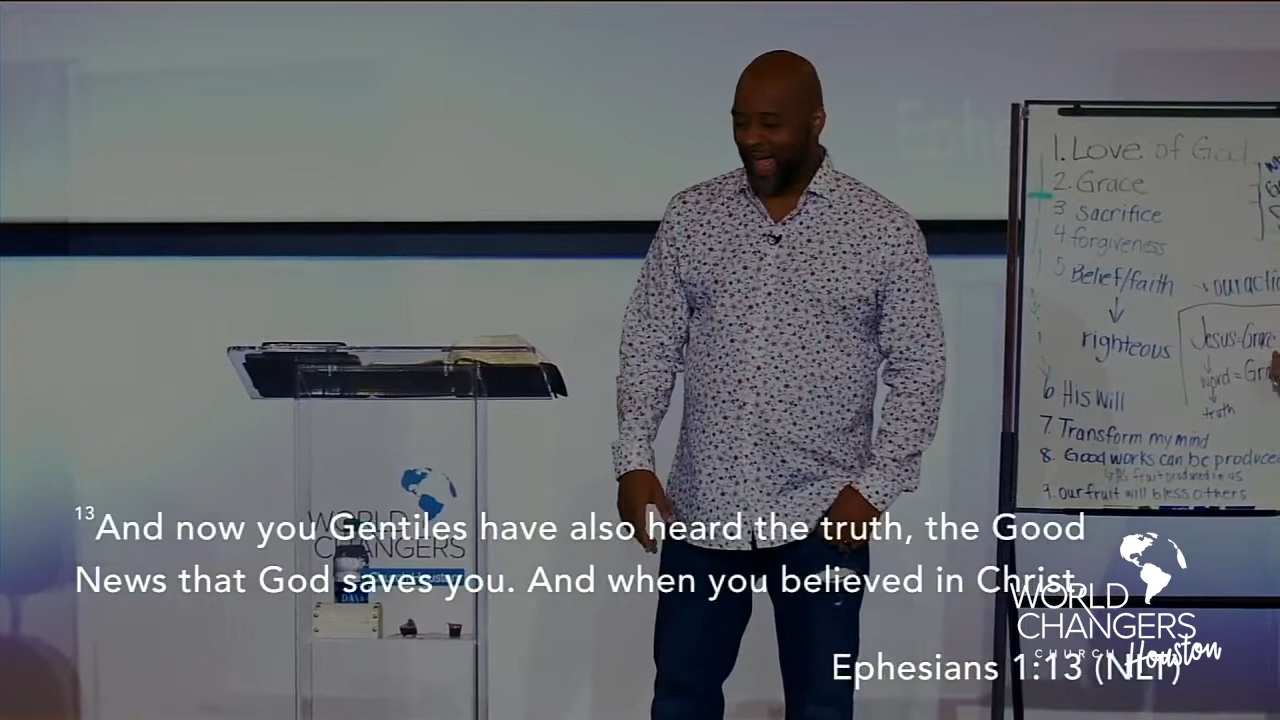 1. Love of God
2. Grace
3 Sacrifice
4 forgiveness
5 Belief/faith
righteous
Jesus=Grace
word = Gra
truth
6 His Will
7. Transform my mind
8. Good works can be produce
9. our fruit will bless others
WORLD
CHANGERS
13And now you Gentiles have also heard the truth, the Good
News that God saves you. And when you believed in Christ,
Ephesians 1:13 (NLT)
WORLD
CHANGERS
CHURCH Houston